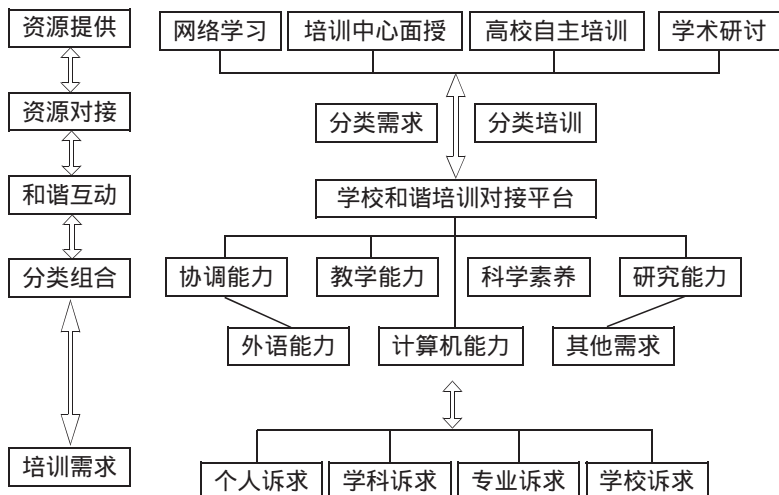 资源提供
网络学习
培训中心面授
高校自主培训
学术研讨
资源对接
分类需求
分类培训
和谐互动
学校和谐培训对接平台
分类组合
协调能力
教学能力
科学素养
研究能力
外语能力
计算机能力
其他需求
培训需求
个人诉求
学科诉求
专业诉求
学校诉求